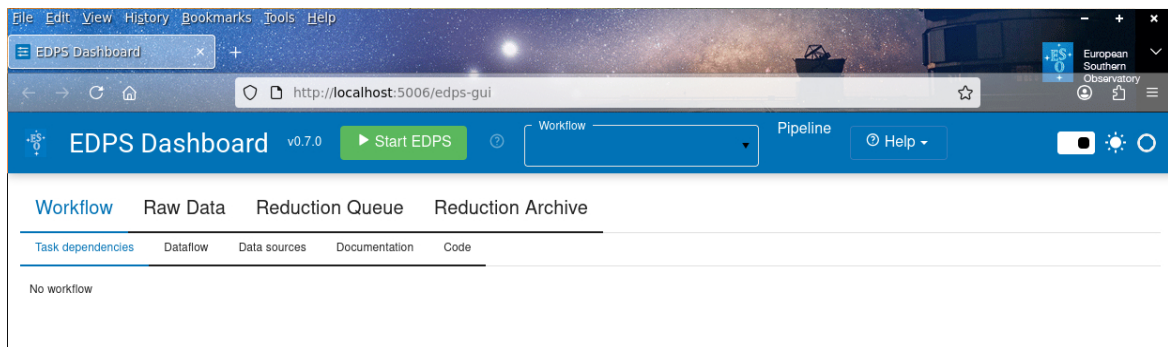 File Edit View History Bookmarks Tools Help
EDPS Dashboard
European
Southern
Observatory
http://localhost:5006/edps-gui
EDPS Dashboard v0.7.0 Start EDPS Workflow Pipeline Help
Workflow Raw Data Reduction Queue Reduction Archive
Task dependencies Dataflow Data sources Documentation Code
No workflow